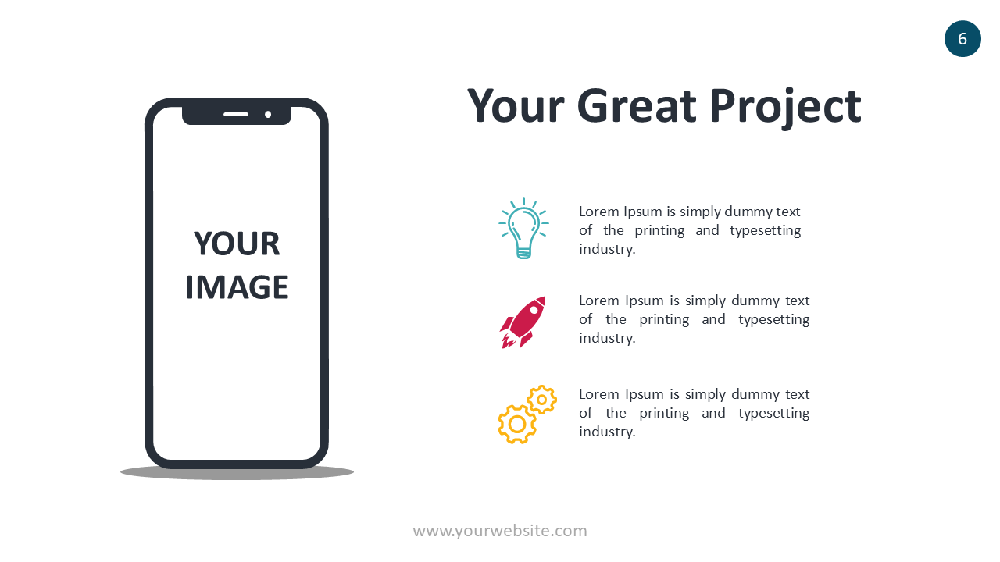 6
Your Great Project
YOUR
IMAGE
Lorem Ipsum is simply dummy text
of the printing and typesetting
industry.
Lorem Ipsum is simply dummy text
of the printing and typesetting
industry.
Lorem Ipsum is simply dummy text
of the printing and typesetting
industry.
www.yourwebsite.com